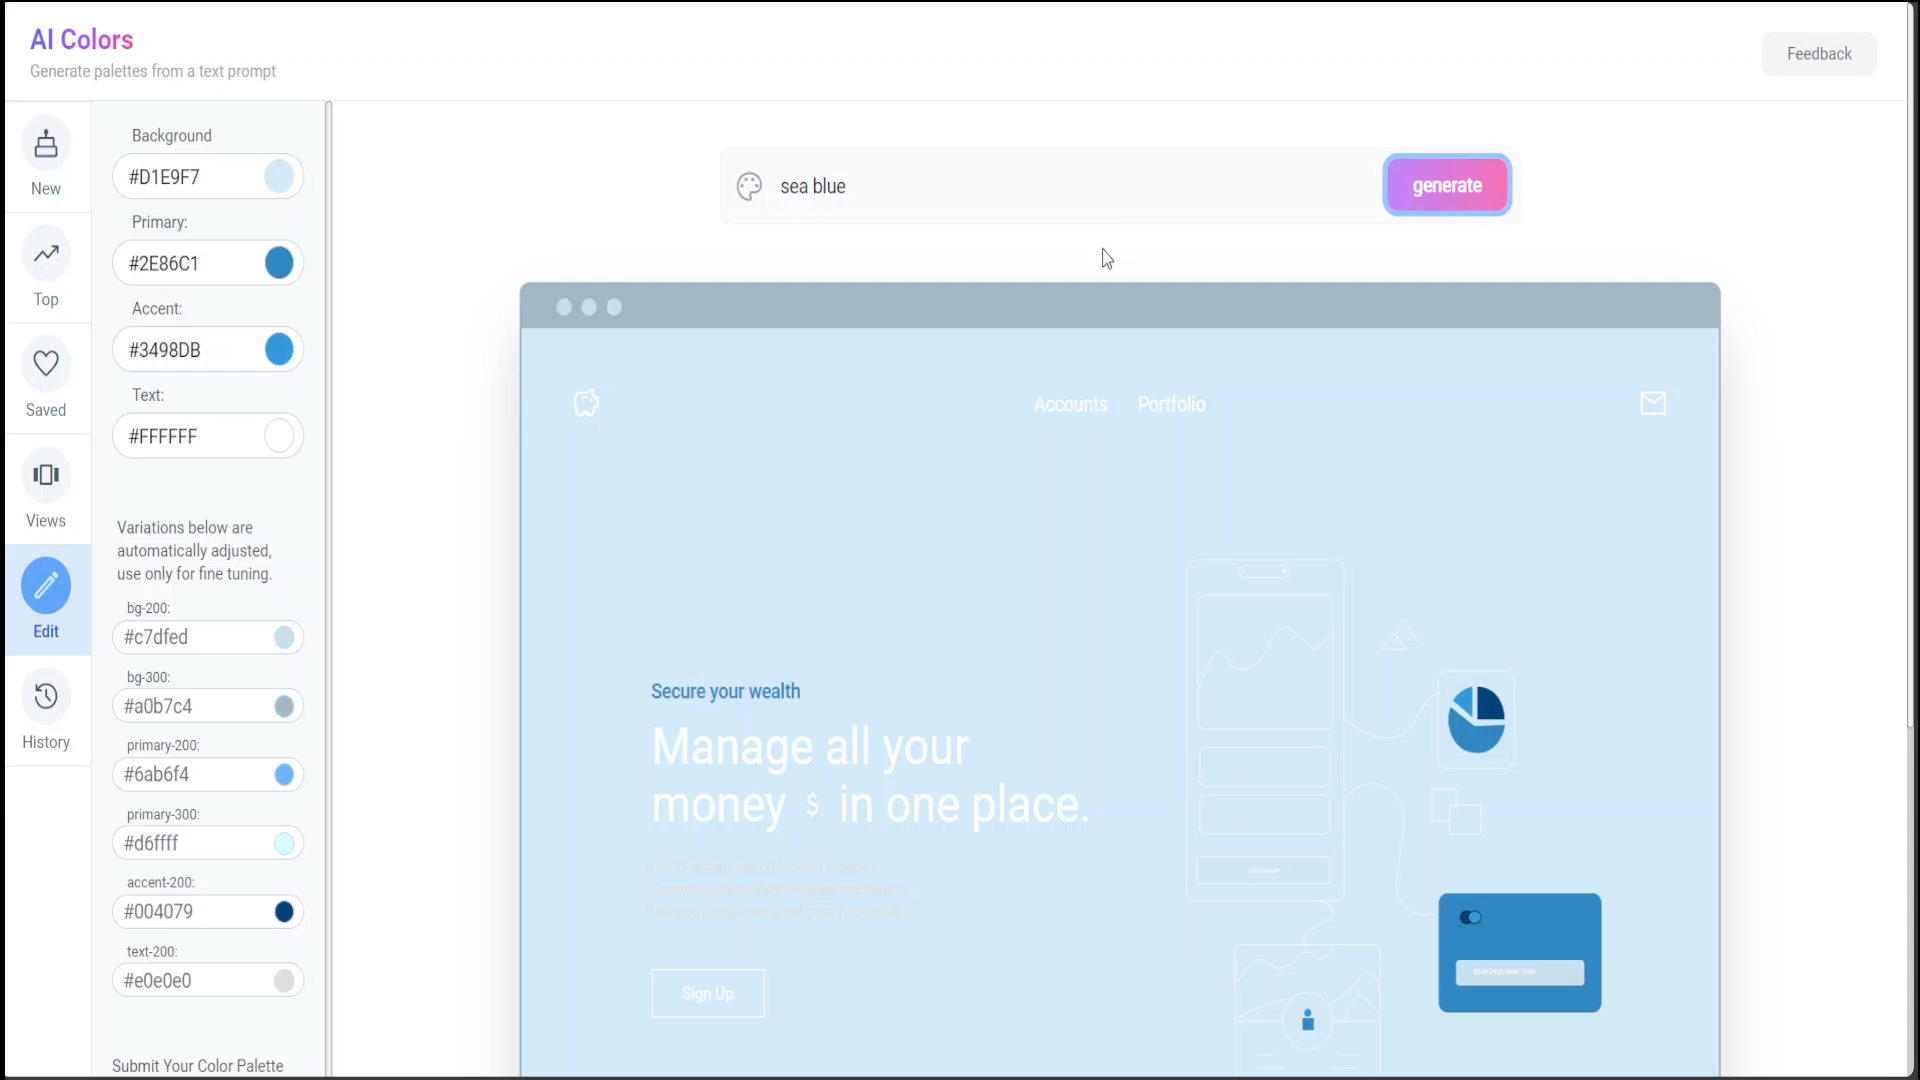 AI Colors
Generate palettes from a text prompt
Feedback
New
Top
Saved
Views
Edit
History
Background
#D1E9F7
Primary:
#2E86C1
Accent:
#3498DB
Text:
#FFFFFF
Variations below are
automatically adjusted,
use only for fine tuning.
bg-200:
#c7dfed
bg-300:
#a0b7c4
primary-200:
#6ab6f4
primary-300:
#d6ffff
accent-200:
#004079
text-200:
#e0e0e0
Submit Your Color Palette
sea blue
generate
Accounts Portfolio
Secure your wealth
Manage all your
money $ in one place.
Sign Up